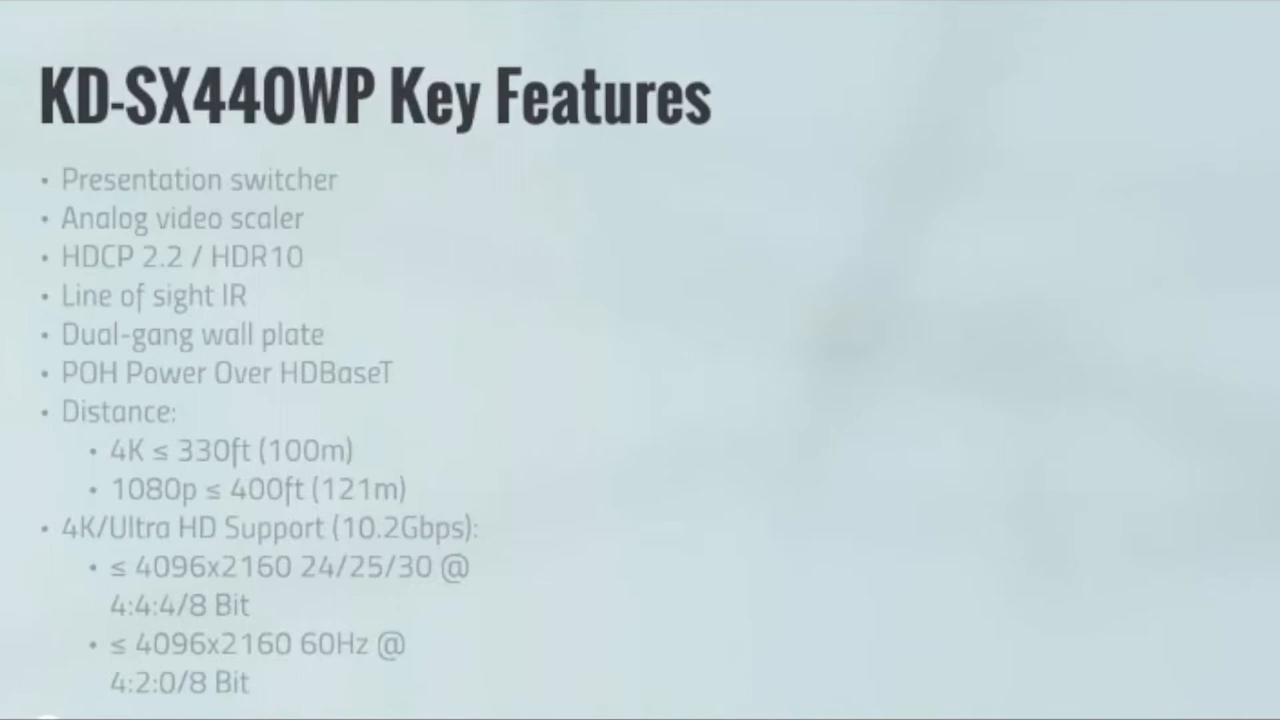 KD-SX440WP Key Features
• Presentation switcher
• Analog video scaler
• HDCP 2.2 / HDR10
• Line of sight IR
• Dual-gang wall plate
• POH Power Over HDBaseT
• Distance:
• 4K ≤ 330ft (100m)
• 1080p ≤ 400ft (121m)
• 4K/Ultra HD Support (10.2Gbps):
• ≤ 4096x2160 24/25/30 @
4:4:4/8 Bit
• ≤ 4096x2160 60Hz @
4:2:0/8 Bit